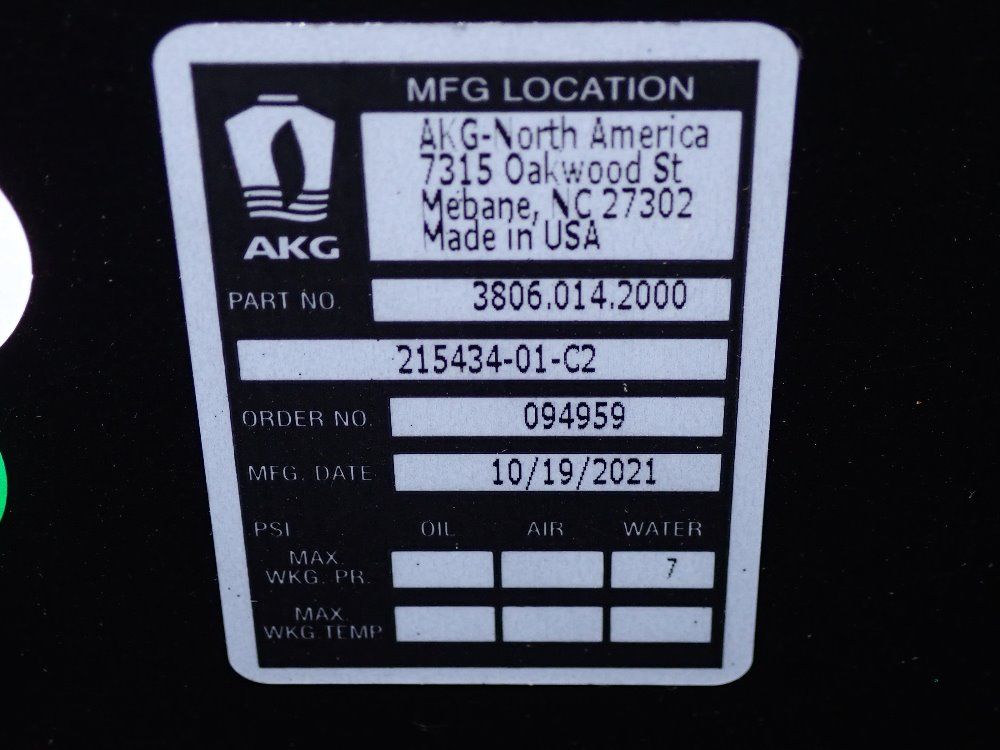 MFG LOCATION
AKG-North America
7315 Oakwood St
Mebane, NC 27302
Made in USA
AKG
PART NO. 3806.014.2000
215434-01-C2
ORDER NO. 094959
MFG. DATE 10/19/2021
PSI OIL AIR WATER
MAX.
WKG. PR. 7
MAX.
WKG.TEMP